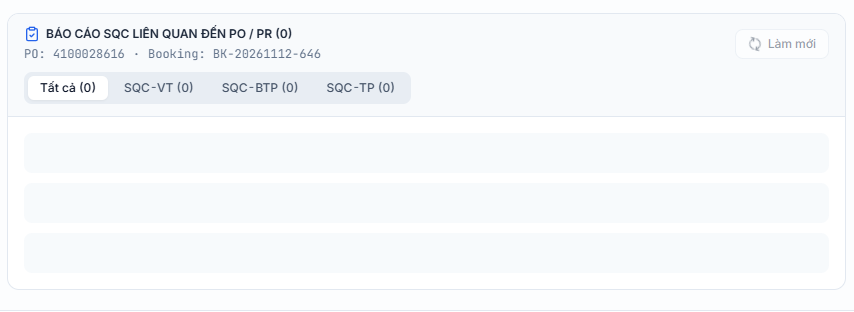 BÁO CÁO SQC LIÊN QUAN ĐẾN PO / PR (0)
PO: 4100028616 · Booking: BK-20261112-646
Làm mới
Tất cả (0) SQC-VT (0) SQC-BTP (0) SQC-TP (0)